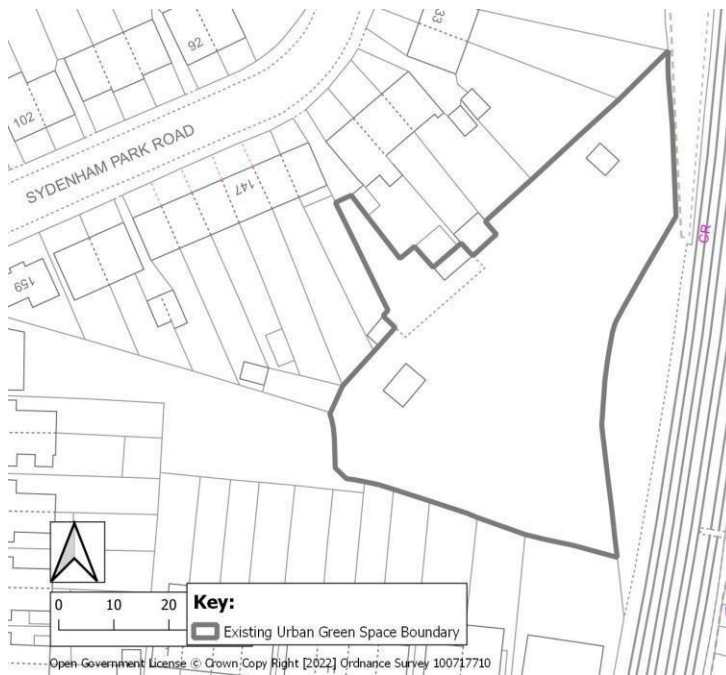 33
92
102
SYDENHAM PARK ROAD
147
CR
159
0 10 20
Key:
Existing Urban Green Space Boundary
1
Open Government License © Crown Copy Right [2022] Ordnance Survey 100717710